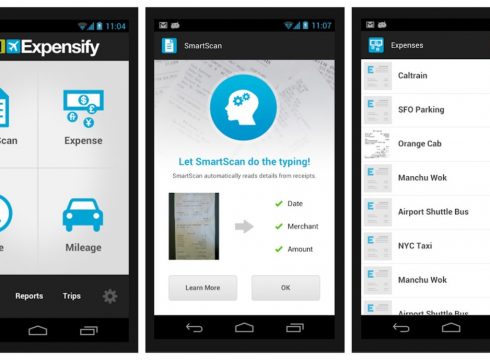 11:04
Expensify
Scan
Expense
Mileage
Reports
Trips
11:07
SmartScan
Let SmartScan do the typing!
SmartScan automatically reads details from receipts.
Date
Merchant
Amount
Learn More
OK
Expenses
Caltrain
SFO Parking
Orange Cab
Manchu Wok
Airport Shuttle Bus
NYC Taxi
Manchu Wok
Airport Shuttle Bus